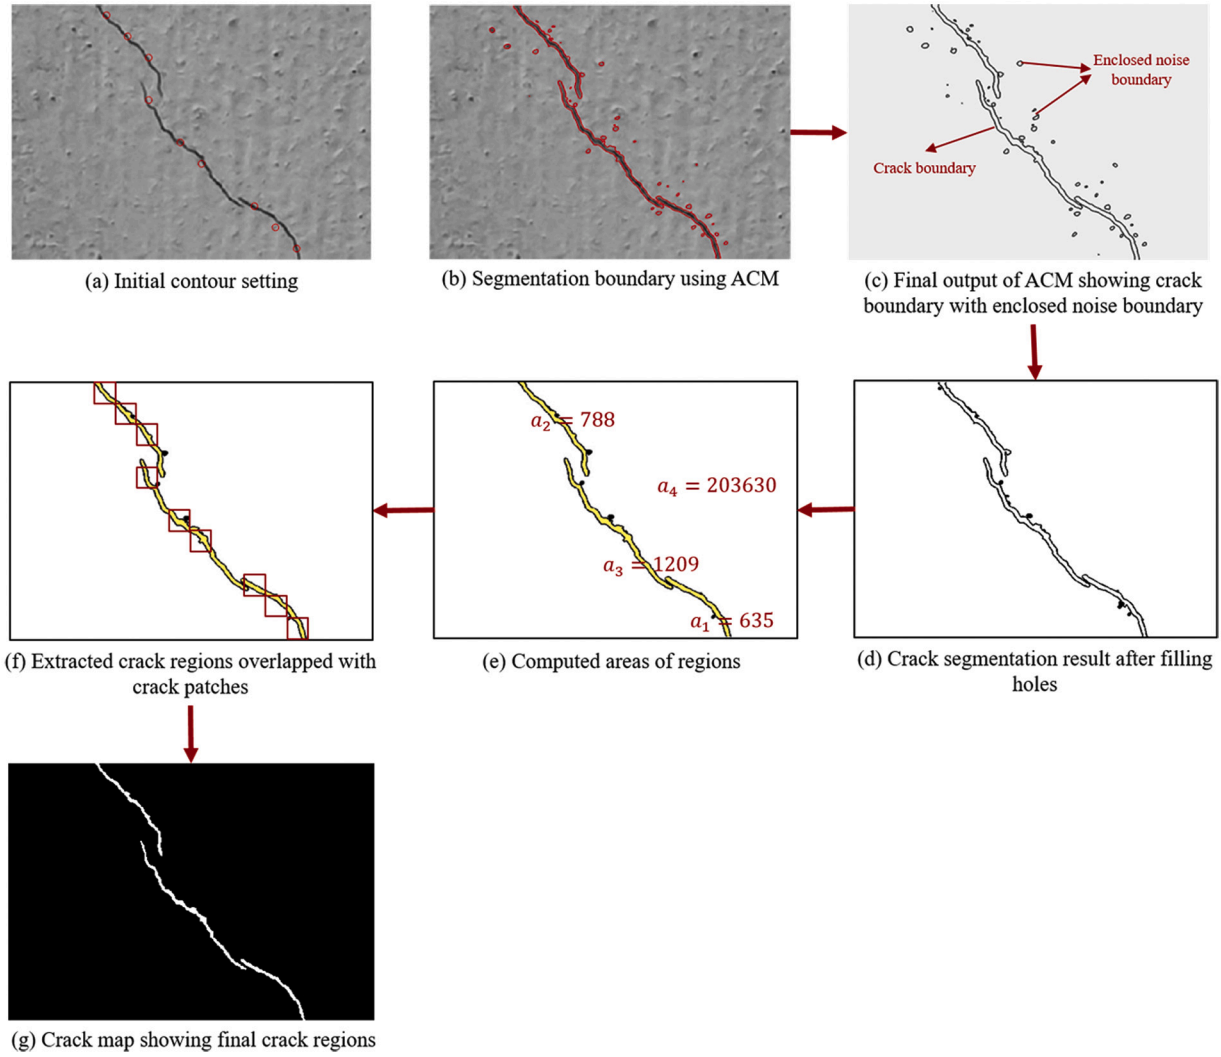 Enclosed noise
boundary
Crack boundary
(a) Initial contour setting
(b) Segmentation boundary using ACM
(c) Final output of ACM showing crack
boundary with enclosed noise boundary
a₂ = 788
a₄ = 203630
a₃ = 1209
a₁ = 635
(f) Extracted crack regions overlapped with
crack patches
(e) Computed areas of regions
(d) Crack segmentation result after filling
holes
(g) Crack map showing final crack regions